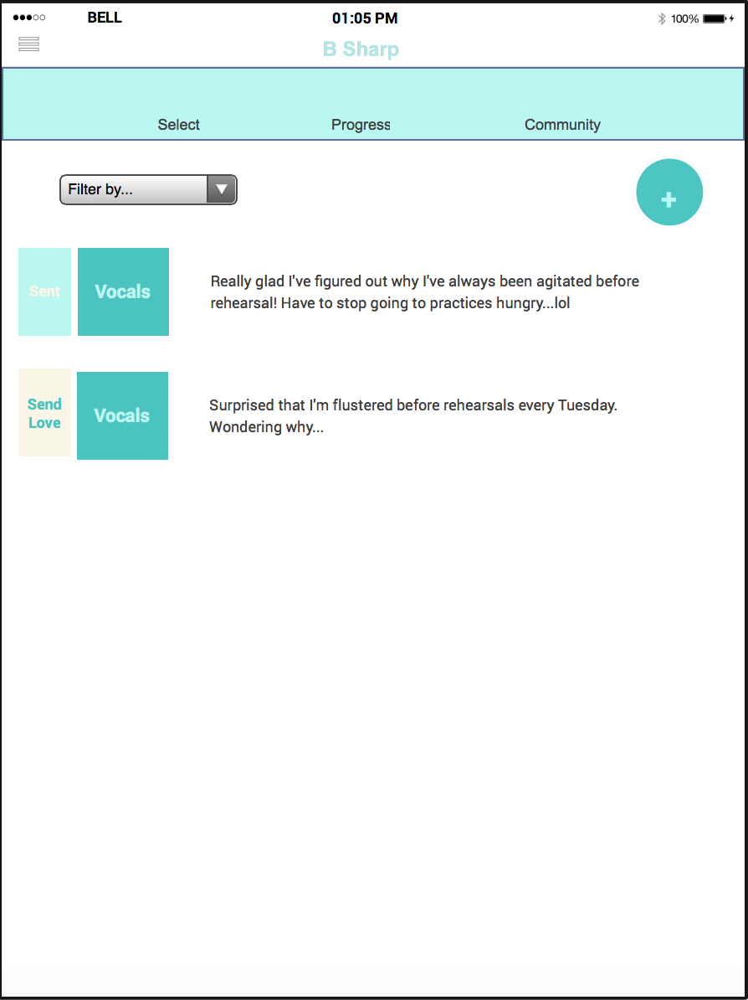 BELL 01:05 PM 100%
B Sharp
Select Progress Community
Filter by...
+
Sent
Vocals
Really glad I've figured out why I've always been agitated before
rehearsal! Have to stop going to practices hungry...lol
Send
Love
Vocals
Surprised that I'm flustered before rehearsals every Tuesday.
Wondering why...